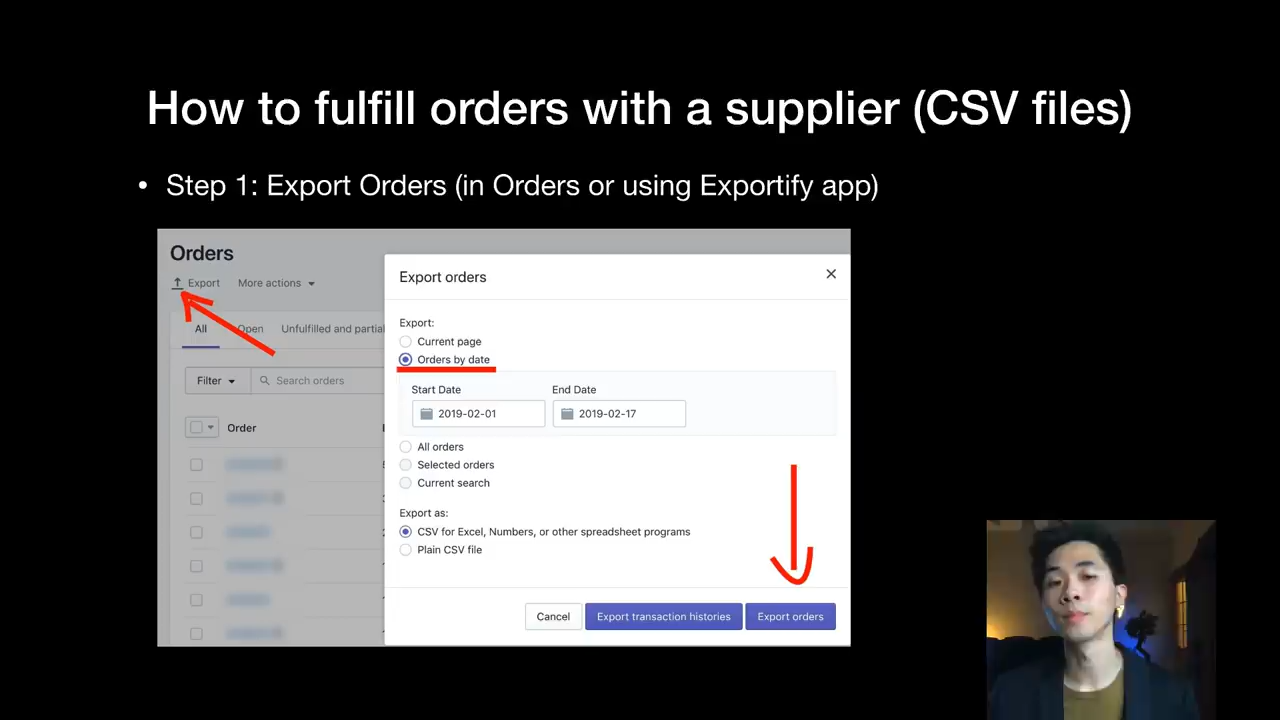 How to fulfill orders with a supplier (CSV files)
• Step 1: Export Orders (in Orders or using Exportify app)
Orders
Export More actions
All Open Unfulfilled and partial
Filter Search orders
Order
Export orders
Export:
Current page
Orders by date
Start Date End Date
2019-02-01 2019-02-17
All orders
Selected orders
Current search
Export as:
CSV for Excel, Numbers, or other spreadsheet programs
Plain CSV file
Cancel Export transaction histories Export orders